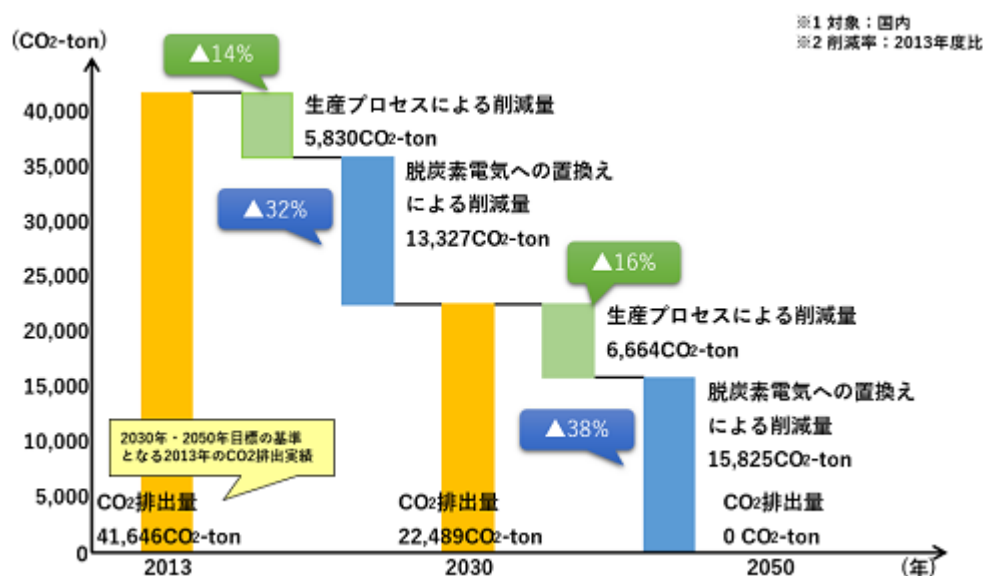 ※1 対象：国内
※2 削減率：2013年度比
(CO2-ton)
▲14%
40,000
35,000
30,000
25,000
20,000
15,000
10,000
5,000
0
生産プロセスによる削減量
5,830CO2-ton
脱炭素電気への置換え
による削減量
13,327CO2-ton
▲32%
▲16%
生産プロセスによる削減量
6,664CO2-ton
脱炭素電気への置換え
による削減量
15,825CO2-ton
▲38%
2030年・2050年目標の基準
となる2013年のCO2排出実績
CO2排出量
41,646CO2-ton
CO2排出量
22,489CO2-ton
CO2排出量
0 CO2-ton
2013
2030
2050
(年)